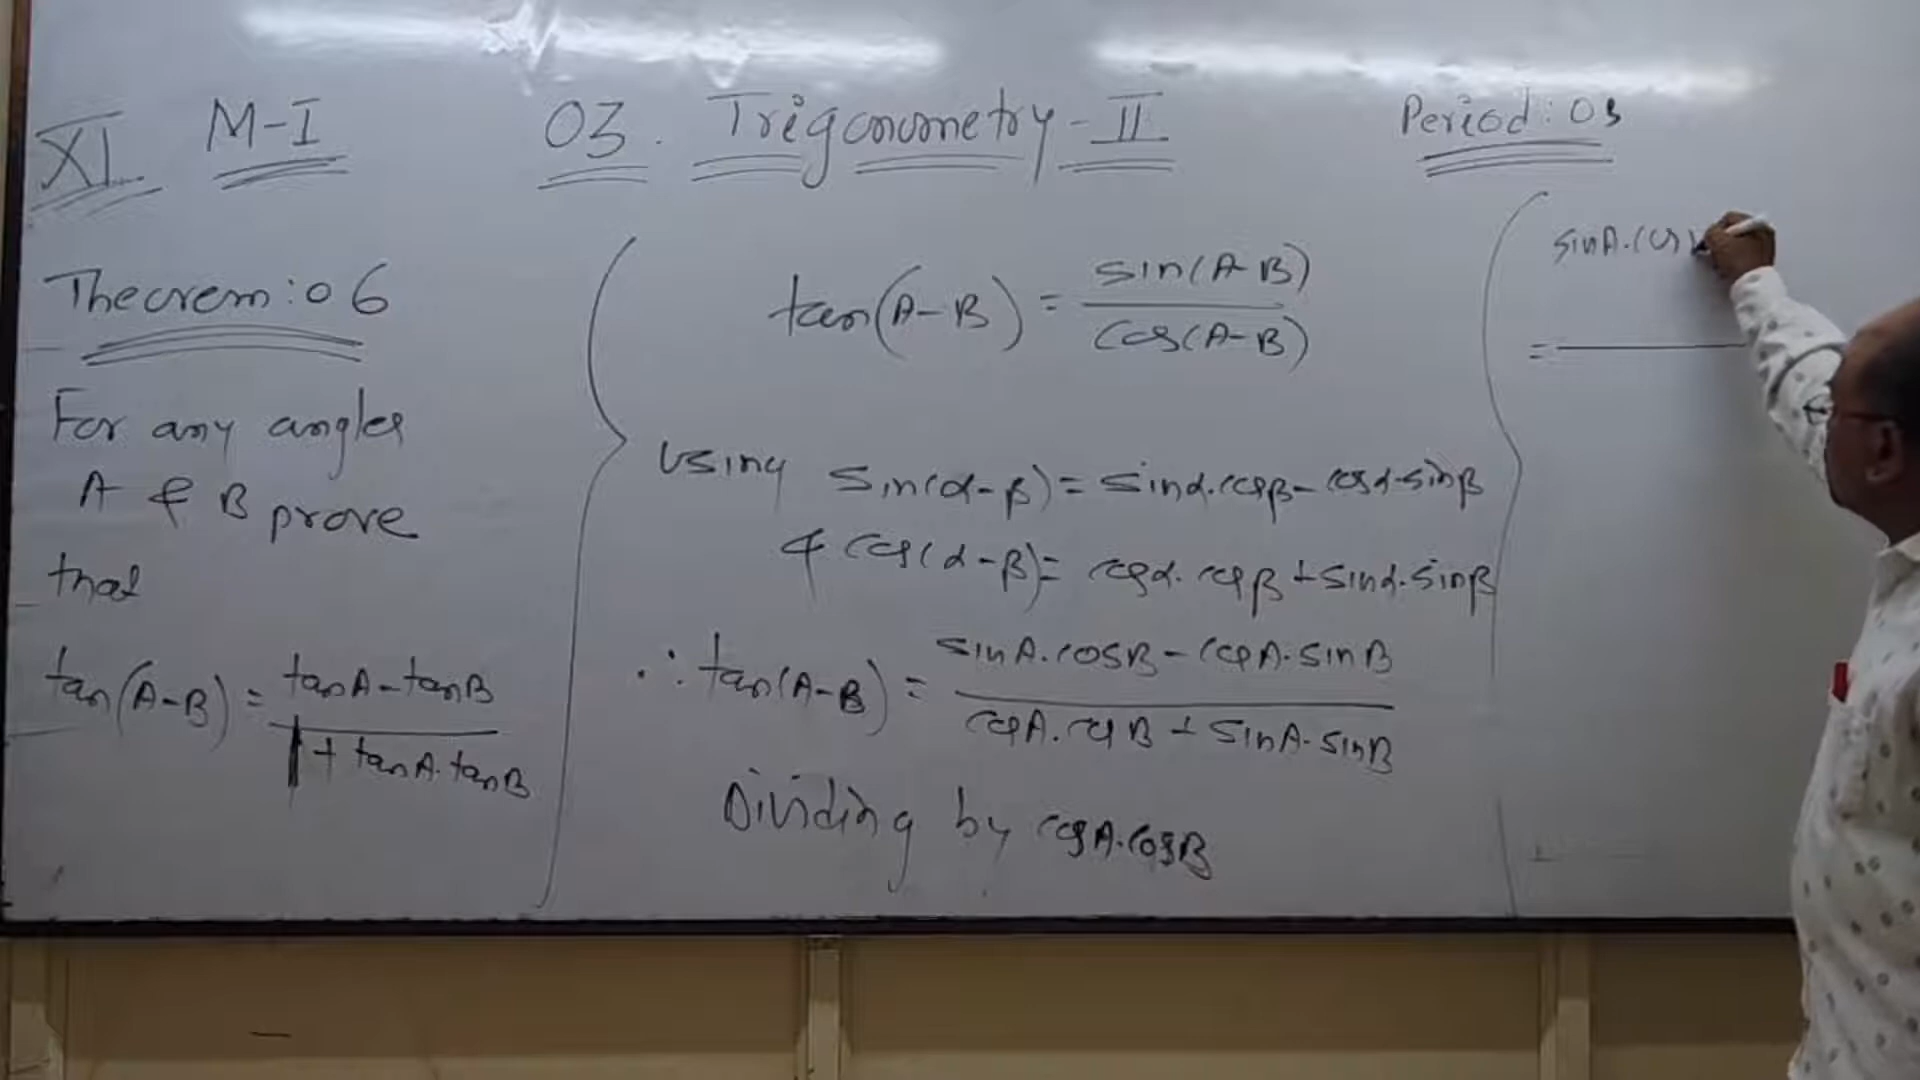 XI M-I 03. Trigonometry-II Period: 03
Theorem: 06
For any angles
A & B prove
that
tan(A-B) = tanA-tanB / 1+tanA.tanB
tan(A-B) = sin(A-B) / cos(A-B)
Using sin(α-β) = sinα.cosβ-cosα.sinβ
& cos(α-β) = cosα.cosβ+sinα.sinβ
∴ tan(A-B) = sinA.cosB-cosA.sinB / cosA.cosB+sinA.sinB
Dividing by cosA.cosB
sinA.cos
=